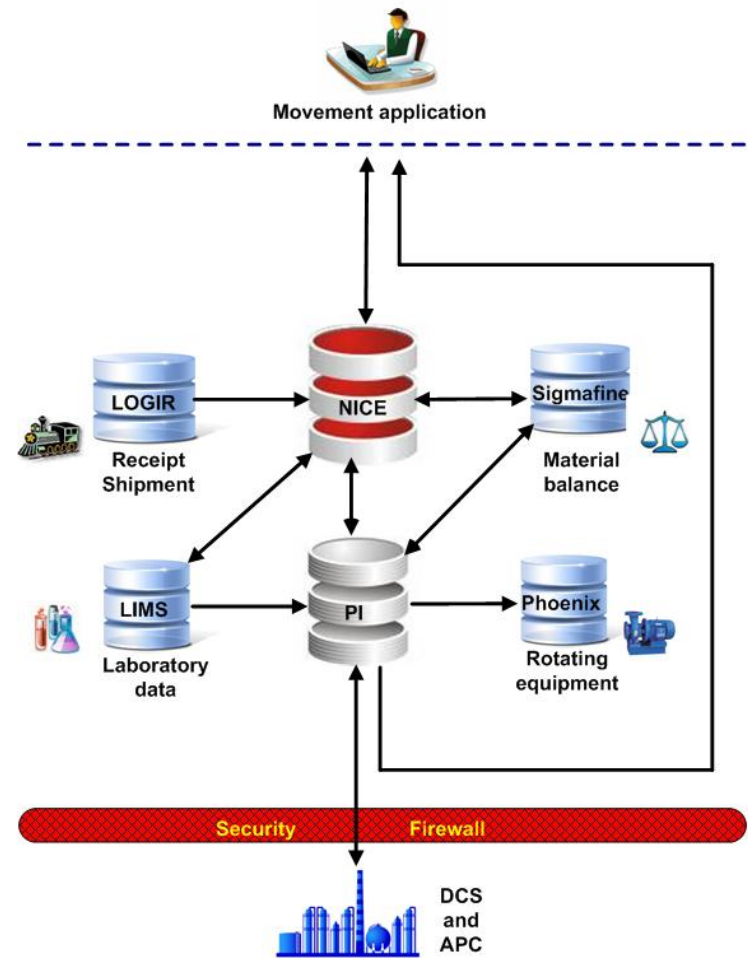 Movement application
LOGIR
NICE
Sigmafine
Receipt
Shipment
Material
balance
LIMS
PI
Phoenix
Laboratory
data
Rotating
equipment
Security Firewall
DCS
and
APC